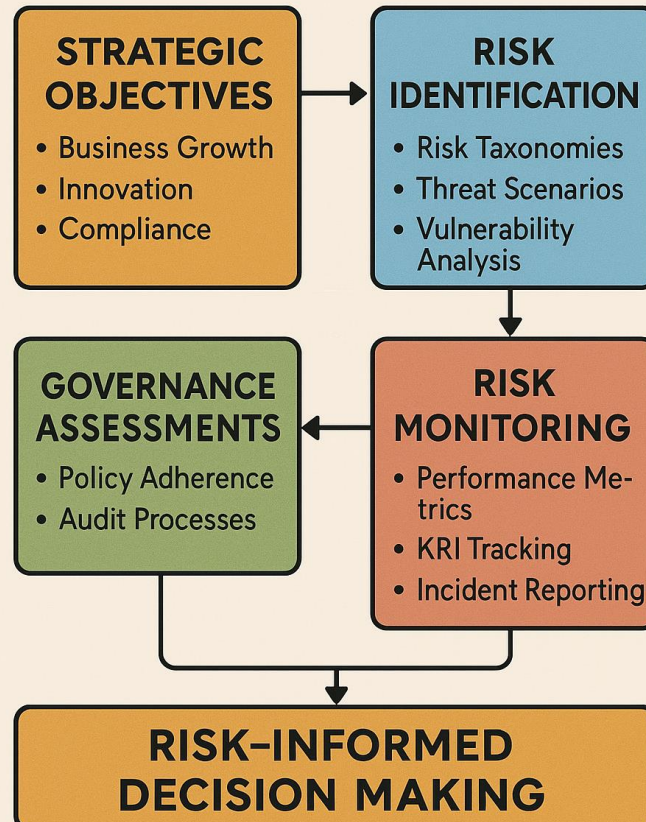 STRATEGIC
OBJECTIVES
• Business Growth
• Innovation
• Compliance
RISK
IDENTIFICATION
• Risk Taxonomies
• Threat Scenarios
• Vulnerability
Analysis
GOVERNANCE
ASSESSMENTS
• Policy Adherence
• Audit Processes
RISK
MONITORING
• Performance Me-
trics
• KRI Tracking
• Incident Reporting
RISK–INFORMED
DECISION MAKING